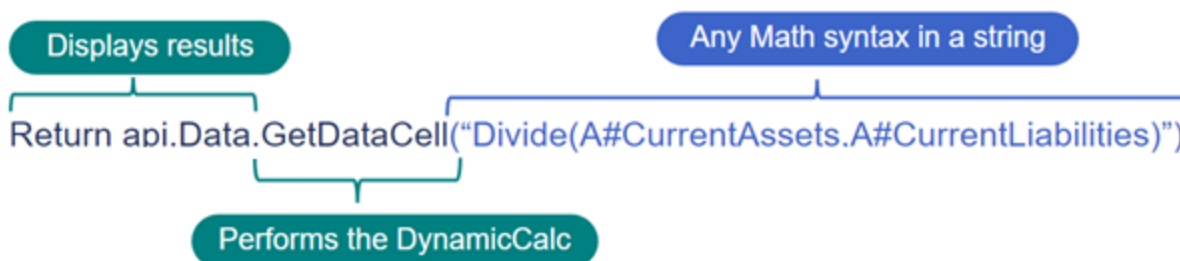 Displays results
Any Math syntax in a string
Return api.Data.GetDataCell(“Divide(A#CurrentAssets.A#CurrentLiabilities)”)
Performs the DynamicCalc